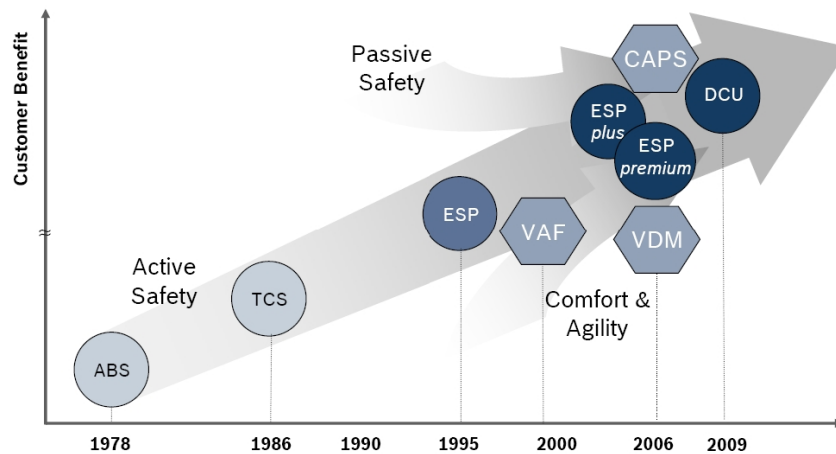 Customer Benefit
≈
Passive
Safety
CAPS
DCU
ESP
plus
ESP
premium
ESP
VAF
VDM
Active
Safety
TCS
Comfort &
Agility
ABS
1978
1986
1990
1995
2000
2006
2009